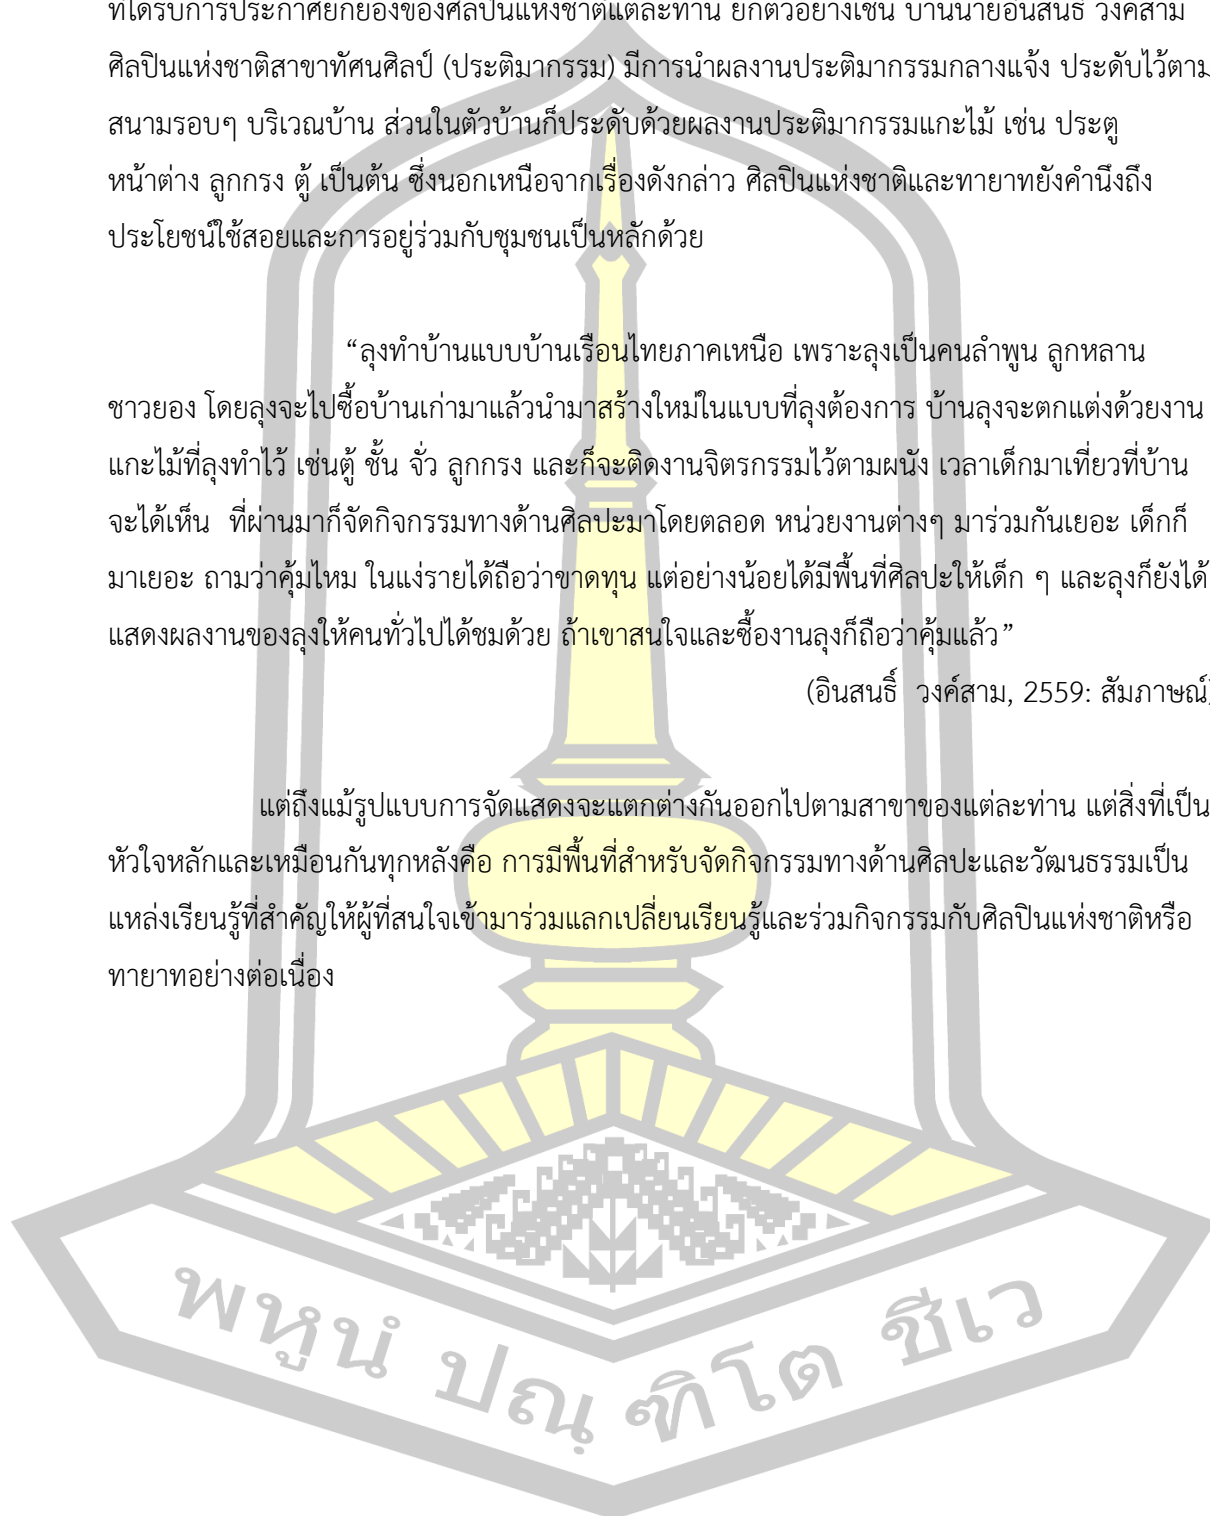 ที่ได้รับการประกาศยกย่องของศิลปินแห่งชาติแต่ละท่าน ยกตัวอย่างเช่น บ้านนายอินสนธิ์ วงค์สาม
ศิลปินแห่งชาติสาขาทัศนศิลป์ (ประติมากรรม) มีการนำผลงานประติมากรรมกลางแจ้ง ประดับไว้ตาม
สนามรอบๆ บริเวณบ้าน ส่วนในตัวบ้านก็ประดับด้วยผลงานประติมากรรมแกะไม้ เช่น ประตู
หน้าต่าง ลูกกรง ตู้ เป็นต้น ซึ่งนอกเหนือจากเรื่องดังกล่าว ศิลปินแห่งชาติและทายาทยังคำนึงถึง
ประโยชน์ใช้สอยและการอยู่ร่วมกับชุมชนเป็นหลักด้วย
“ลุงทำบ้านแบบบ้านเรือนไทยภาคเหนือ เพราะลุงเป็นคนลำพูน ลูกหลาน
ชาวยอง โดยลุงจะไปซื้อบ้านเก่ามาแล้วนำมาสร้างใหม่ในแบบที่ลุงต้องการ บ้านลุงจะตกแต่งด้วยงาน
แกะไม้ที่ลุงทำไว้ เช่นตู้ ชั้น จั่ว ลูกกรง และก็จะติดงานจิตรกรรมไว้ตามผนัง เวลาเด็กมาเที่ยวที่บ้าน
จะได้เห็น  ที่ผ่านมาก็จัดกิจกรรมทางด้านศิลปะมาโดยตลอด หน่วยงานต่างๆ มาร่วมกันเยอะ เด็กก็
มาเยอะ ถามว่าคุ้มไหม ในแง่รายได้ถือว่าขาดทุน แต่อย่างน้อยได้มีพื้นที่ศิลปะให้เด็ก ๆ และลุงก็ยังได้
แสดงผลงานของลุงให้คนทั่วไปได้ชมด้วย ถ้าเขาสนใจและซื้องานลุงก็ถือว่าคุ้มแล้ว”
(อินสนธิ์  วงค์สาม, 2559: สัมภาษณ์)
แต่ถึงแม้รูปแบบการจัดแสดงจะแตกต่างกันออกไปตามสาขาของแต่ละท่าน แต่สิ่งที่เป็น
หัวใจหลักและเหมือนกันทุกหลังคือ การมีพื้นที่สำหรับจัดกิจกรรมทางด้านศิลปะและวัฒนธรรมเป็น
แหล่งเรียนรู้ที่สำคัญให้ผู้ที่สนใจเข้ามาร่วมแลกเปลี่ยนเรียนรู้และร่วมกิจกรรมกับศิลปินแห่งชาติหรือ
ทายาทอย่างต่อเนื่อง
พหูนํ ปณฺฑิโต ชีเว